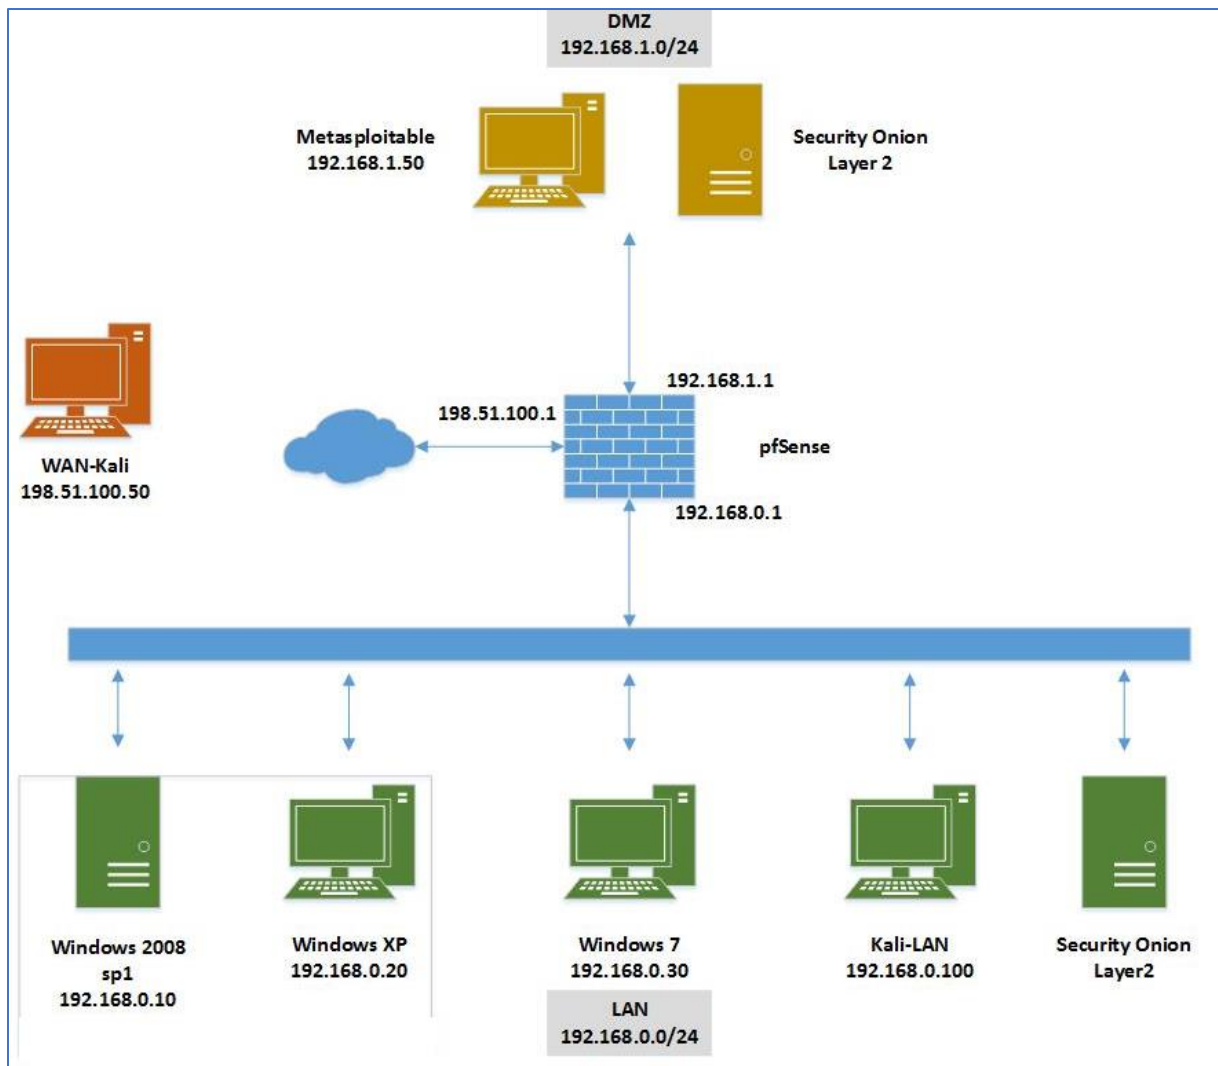 DMZ
192.168.1.0/24
Metasploitable
192.168.1.50
Security Onion
Layer 2
192.168.1.1
198.51.100.1
pfSense
WAN-Kali
198.51.100.50
192.168.0.1
Windows 2008
sp1
192.168.0.10
Windows XP
192.168.0.20
Windows 7
192.168.0.30
Kali-LAN
192.168.0.100
Security Onion
Layer2
LAN
192.168.0.0/24